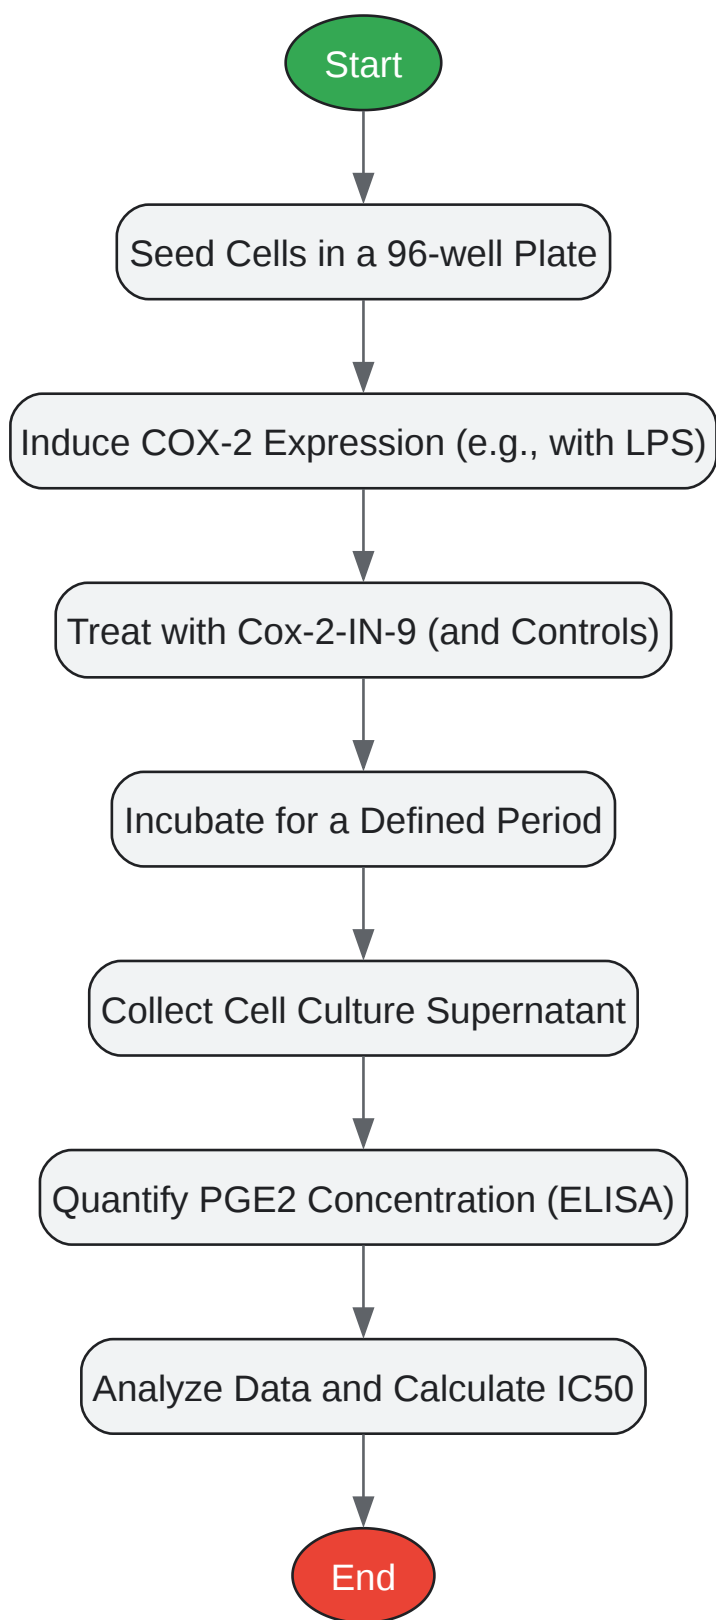 Start
Seed Cells in a 96-well Plate
Induce COX-2 Expression (e.g., with LPS)
Treat with Cox-2-IN-9 (and Controls)
Incubate for a Defined Period
Collect Cell Culture Supernatant
Quantify PGE2 Concentration (ELISA)
Analyze Data and Calculate IC50
End